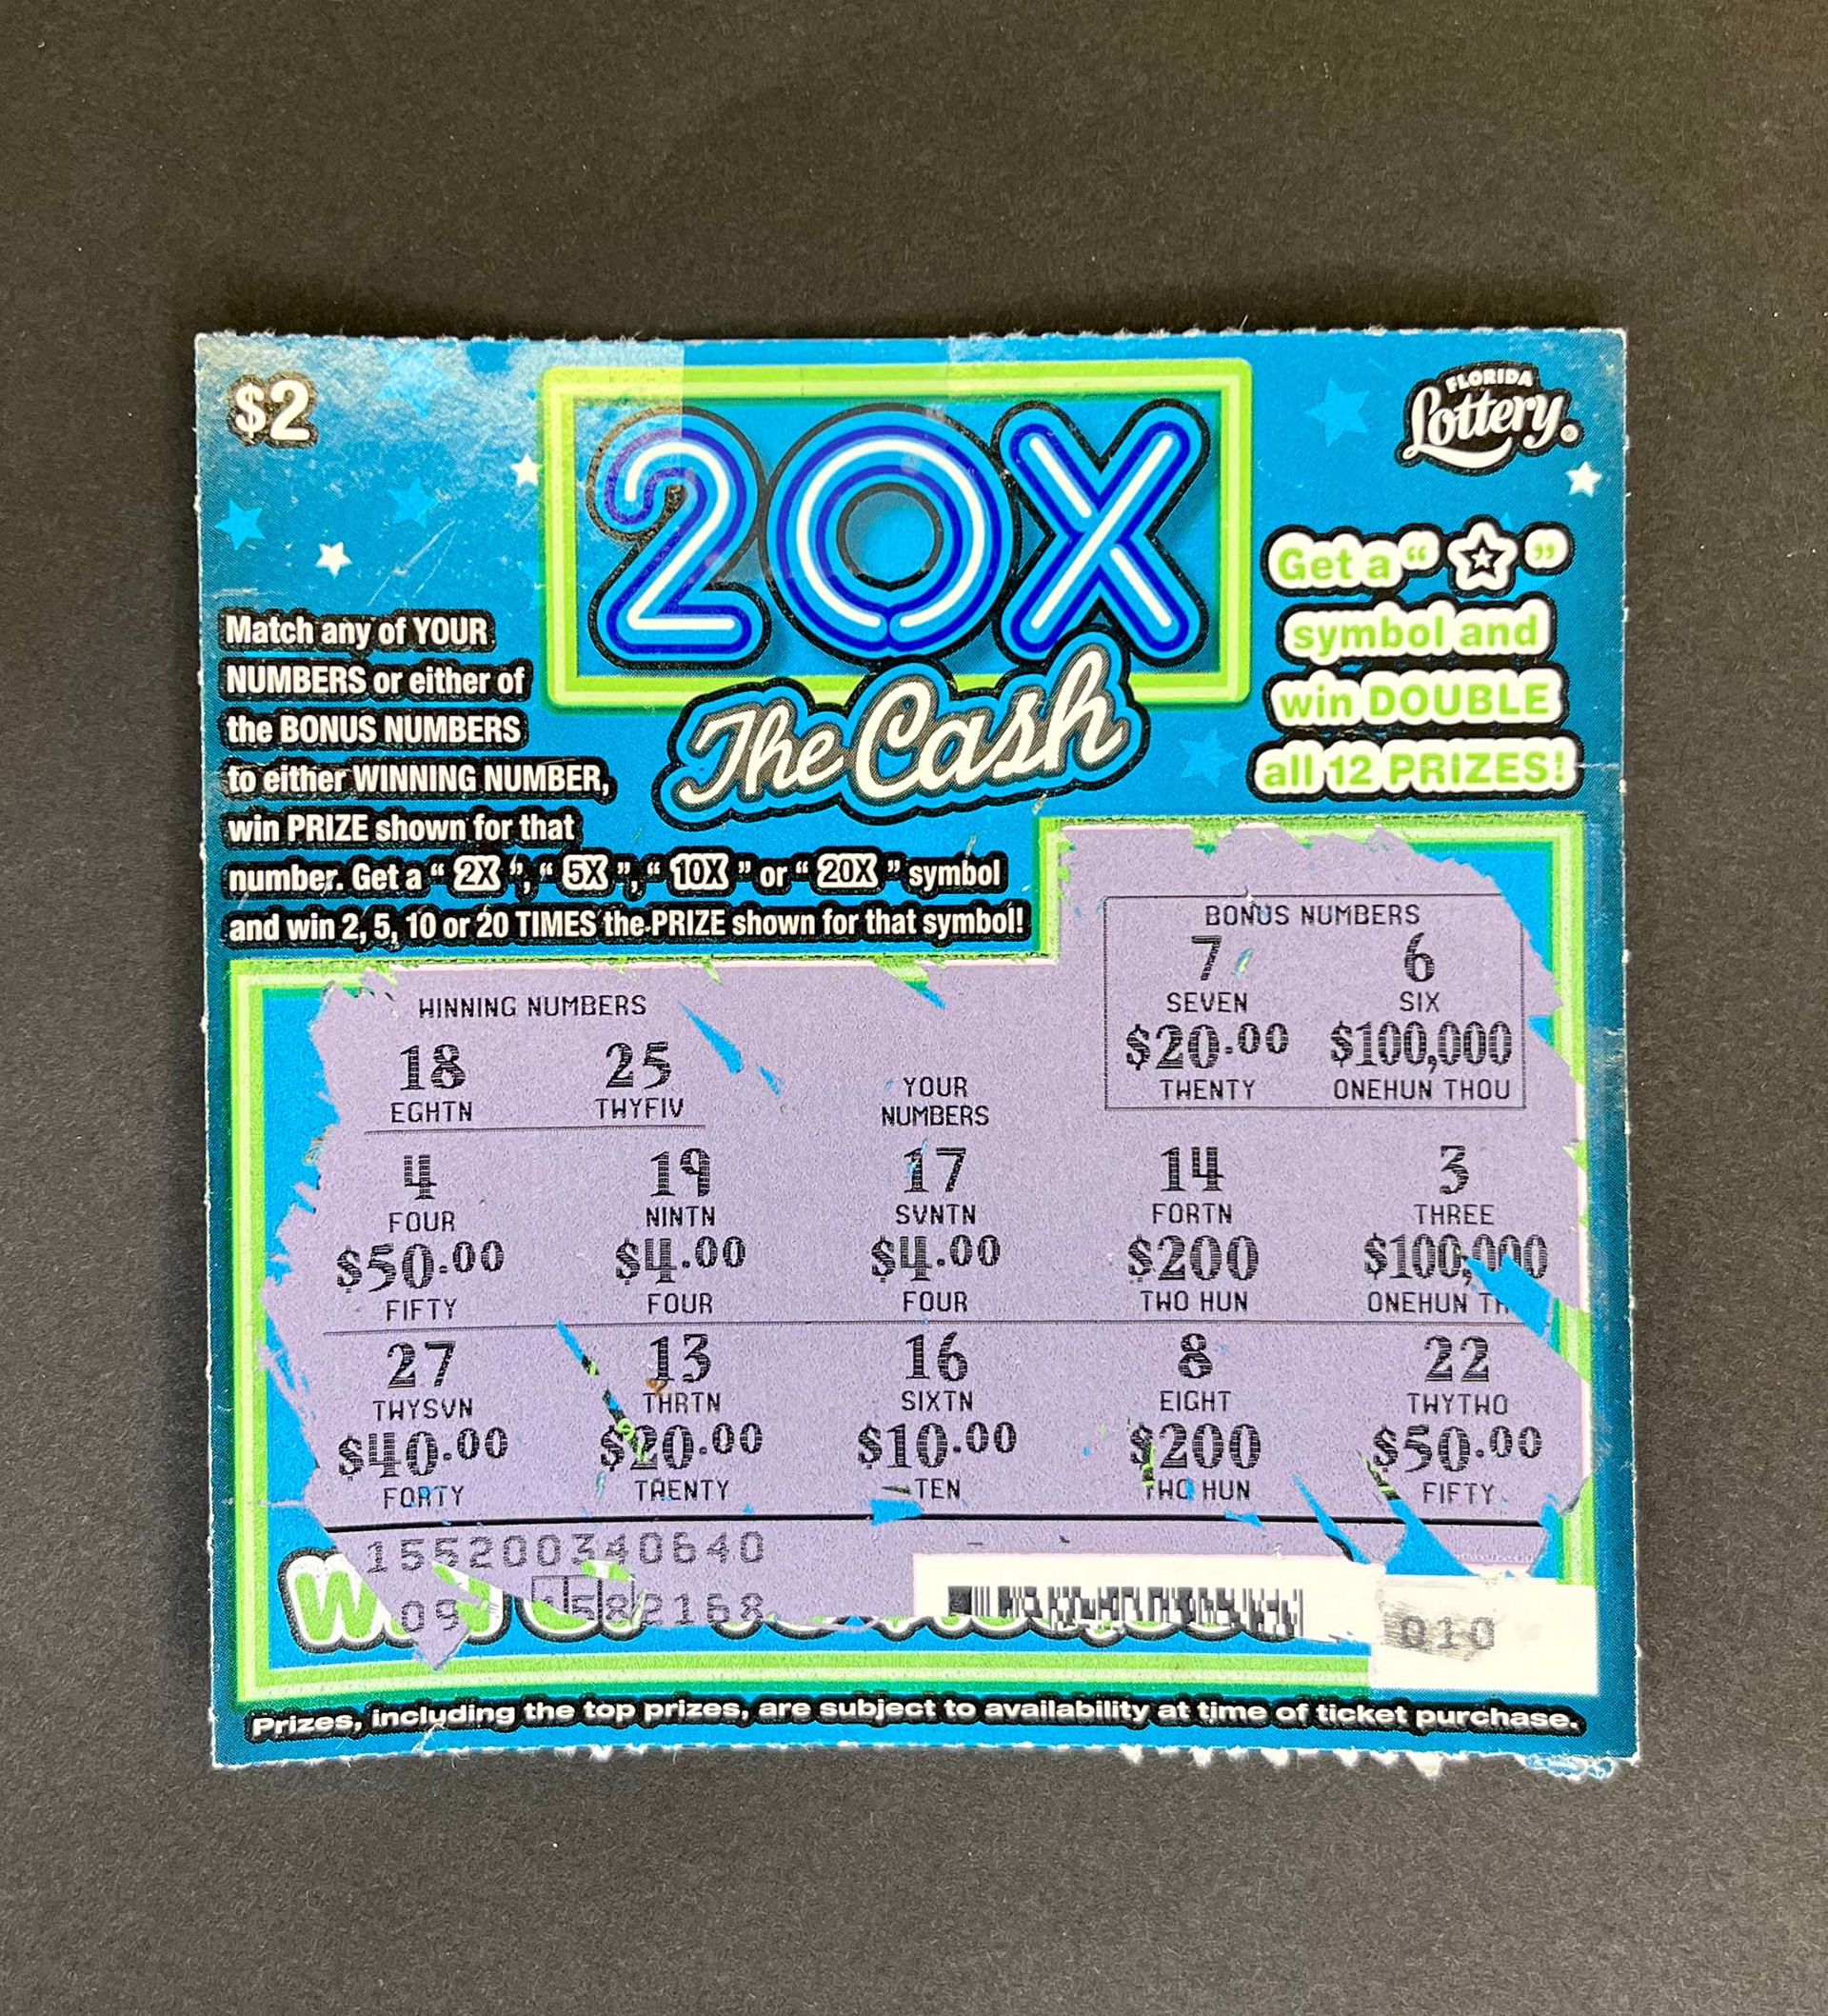 $2
20X
The Cash
FLORIDA
Lottery®
Get a “ ☆ ”
symbol and
win DOUBLE
all 12 PRIZES!
Match any of YOUR
NUMBERS or either of
the BONUS NUMBERS
to either WINNING NUMBER,
win PRIZE shown for that
number. Get a “ 2X ”, “ 5X ”, “ 10X ” or “ 20X ” symbol
and win 2, 5, 10 or 20 TIMES the PRIZE shown for that symbol!
BONUS NUMBERS
7 6
SEVEN SIX
$20.00 $100,000
TWENTY ONEHUN THOU
WINNING NUMBERS
18 25
EGHTN TWYFIV
YOUR
NUMBERS
4 19 17 14 3
FOUR NINTN SVNTN FORTN THREE
$50.00 $4.00 $4.00 $200 $100,000
FIFTY FOUR FOUR TWO HUN ONEHUN TH
27 13 16 8 22
TWYSVN THRTN SIXTN EIGHT TWYTWO
$40.00 $20.00 $10.00 $200 $50.00
FORTY TWENTY TEN TWO HUN FIFTY
155200340640
010
Prizes, including the top prizes, are subject to availability at time of ticket purchase.